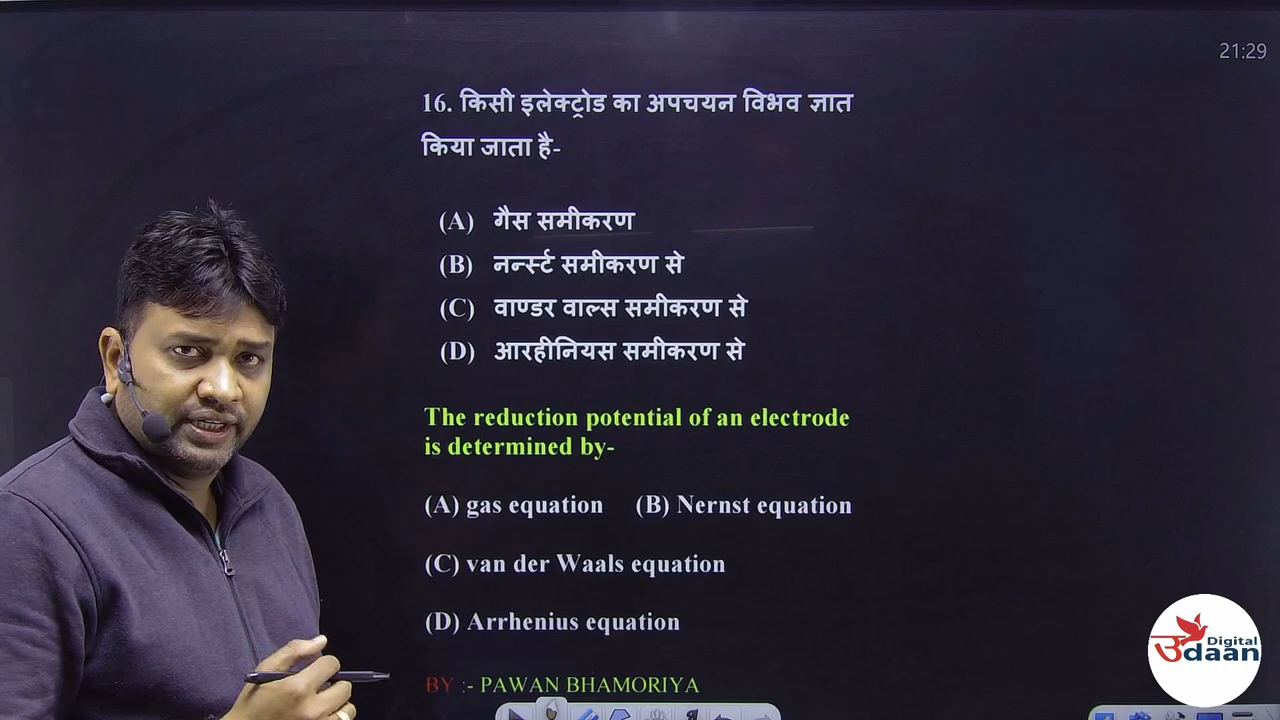 21:29
16. किसी इलेक्ट्रोड का अपचयन विभव ज्ञात
किया जाता है-
(A) गैस समीकरण
(B) नर्न्स्ट समीकरण से
(C) वाण्डर वाल्स समीकरण से
(D) आरहीनियस समीकरण से
The reduction potential of an electrode
is determined by-
(A) gas equation (B) Nernst equation
(C) van der Waals equation
(D) Arrhenius equation
BY :- PAWAN BHAMORIYA
Digital
उdaan